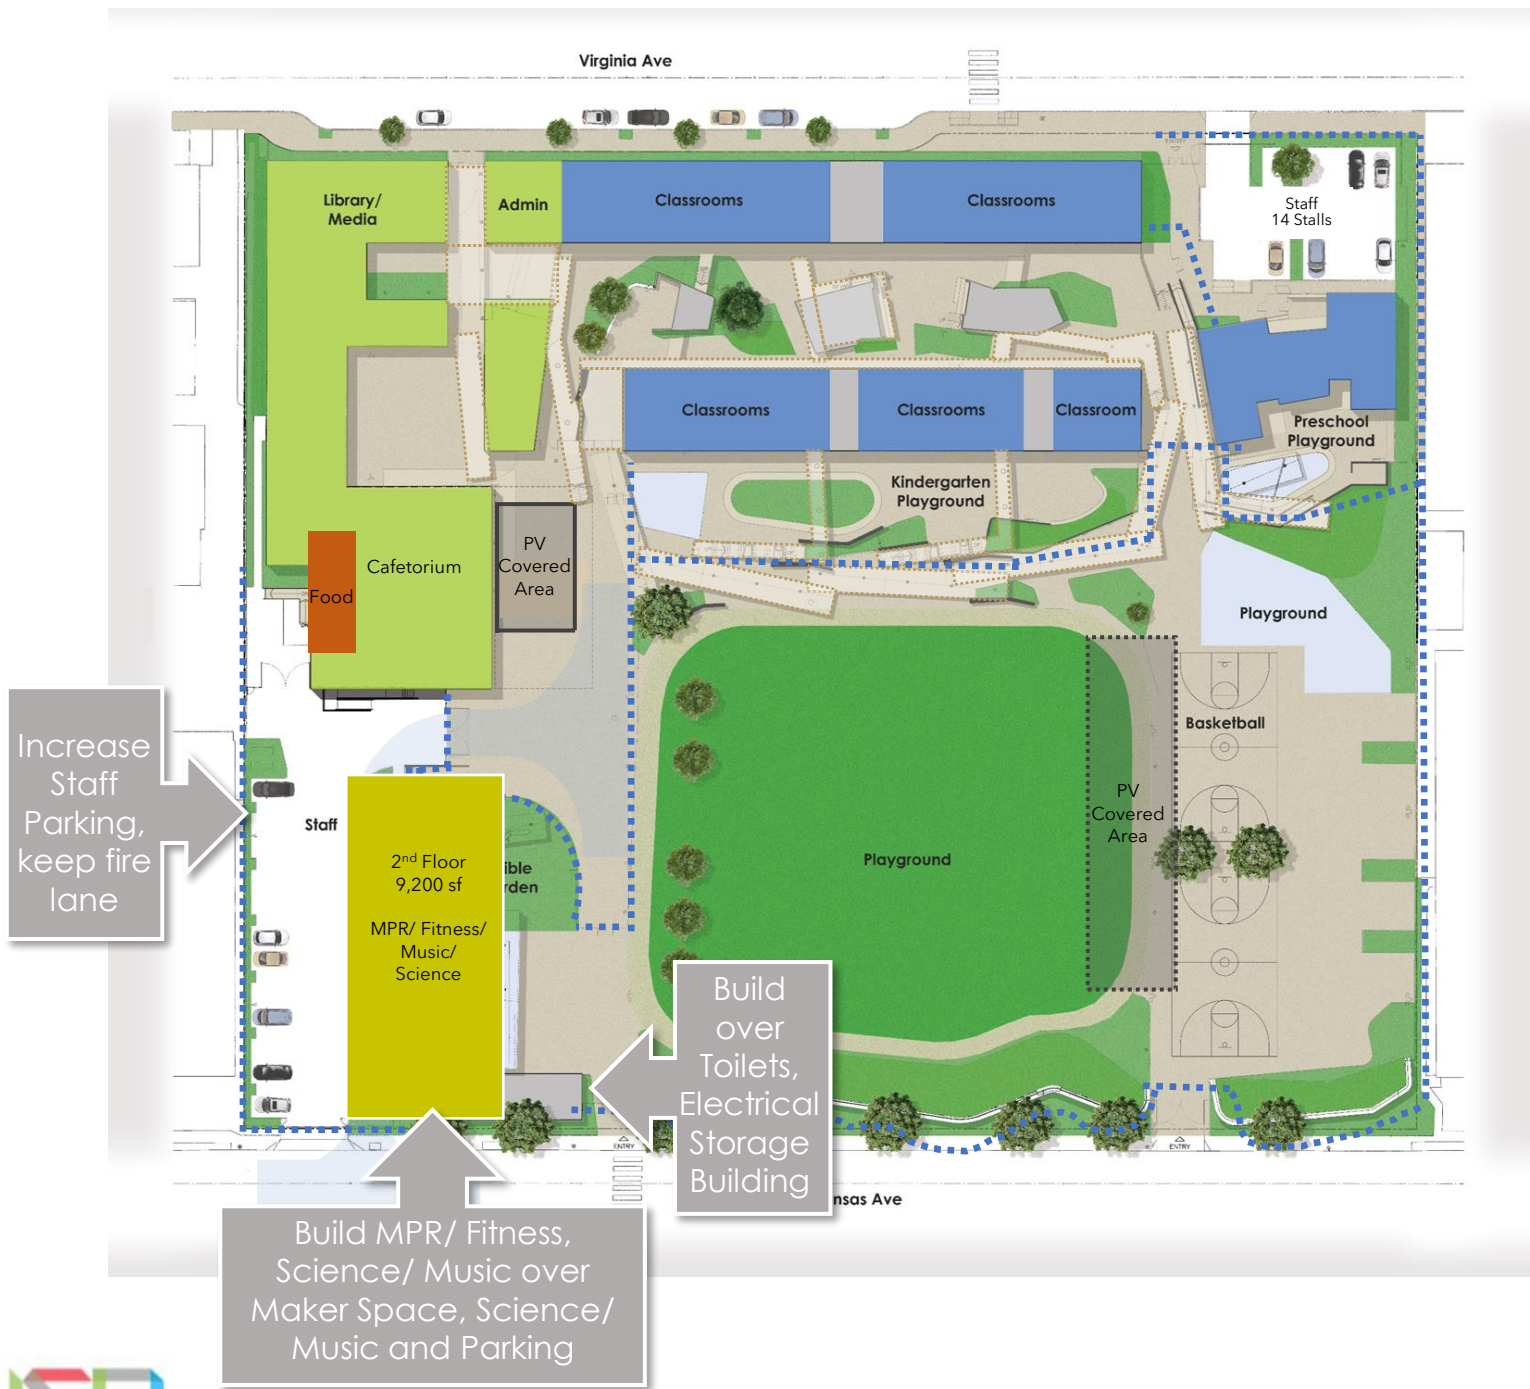 Virginia Ave
ENTRY
Library/
Media
Admin
Classrooms
Classrooms
Staff
14 Stalls
Classrooms
Classrooms
Classroom
Preschool
Playground
Kindergarten
Playground
PV
Covered
Area
Cafetorium
Food
Playground
Basketball
Increase
Staff
Parking,
keep fire
lane
Staff
2nd Floor
9,200 sf
MPR/ Fitness/
Music/
Science
ible
rden
Playground
PV
Covered
Area
Build
over
Toilets,
Electrical
Storage
Building
ENTRY
ENTRY
nsas Ave
Build MPR/ Fitness,
Science/ Music over
Maker Space, Science/
Music and Parking